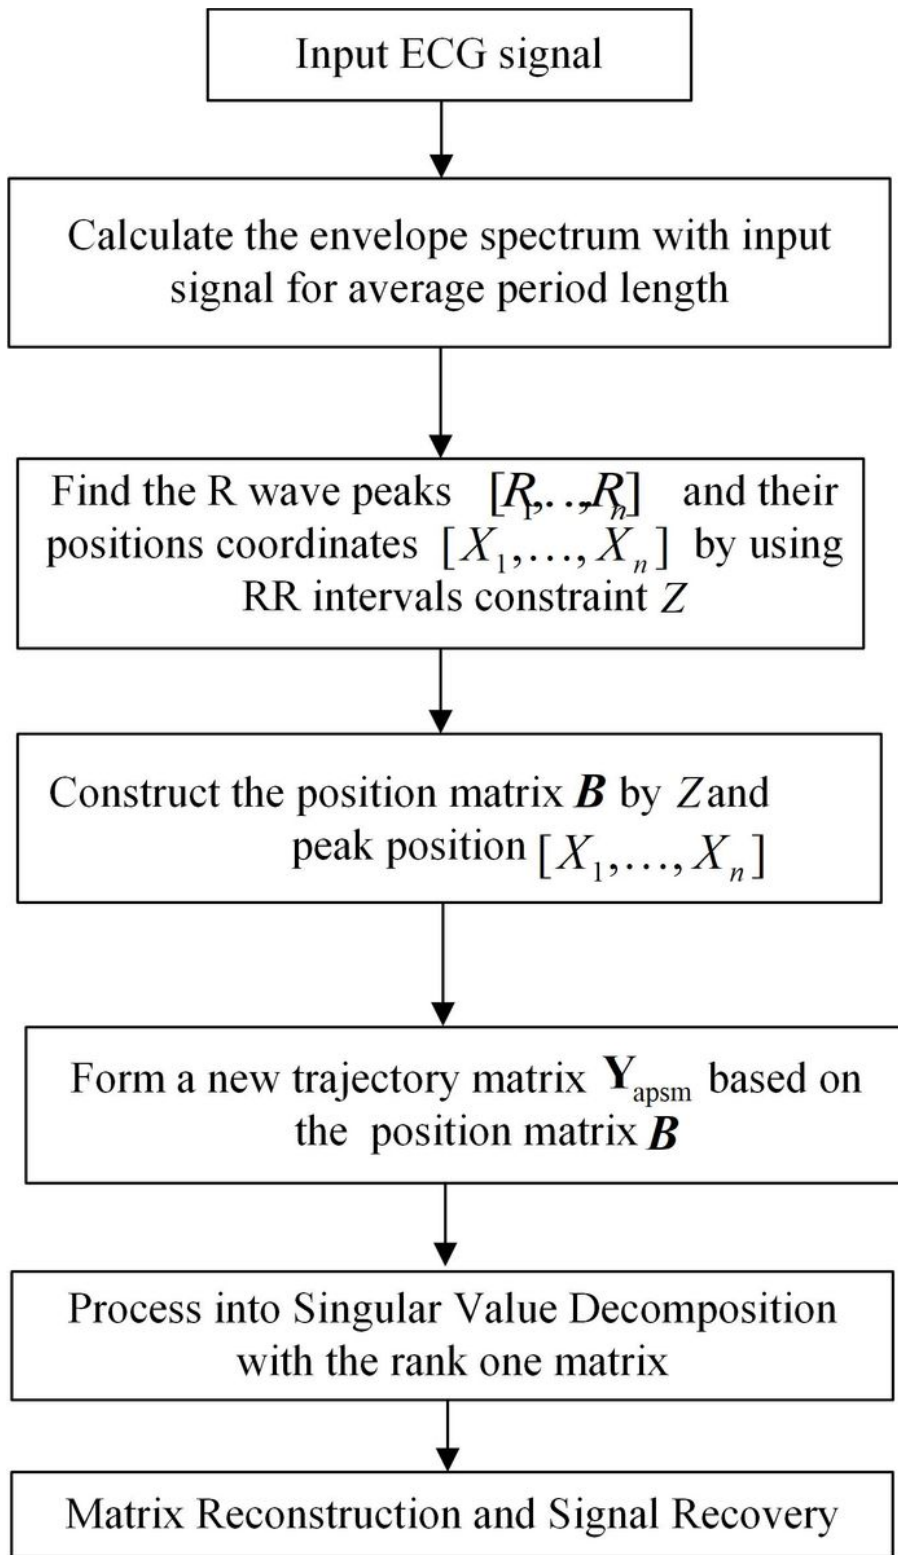 Input ECG signal
Calculate the envelope spectrum with input
signal for average period length
Find the R wave peaks [R₁,..,Rₙ] and their
positions coordinates [X₁,…,Xₙ] by using
RR intervals constraint Z
Construct the position matrix B by Z and
peak position [X₁,…,Xₙ]
Form a new trajectory matrix Y_apsm based on
the position matrix B
Process into Singular Value Decomposition
with the rank one matrix
Matrix Reconstruction and Signal Recovery